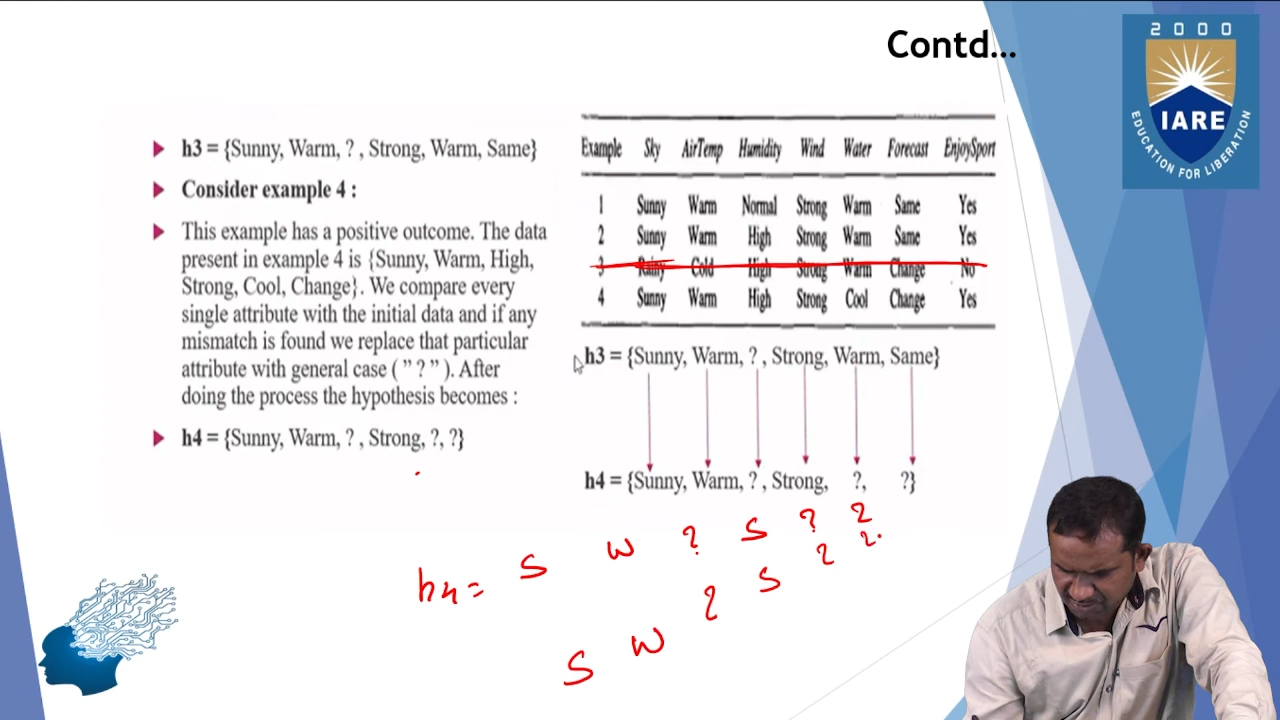 Contd...
2 0 0 0
IARE
EDUCATION FOR LIBERATION
h3 = {Sunny, Warm, ? , Strong, Warm, Same}
Consider example 4 :
This example has a positive outcome. The data
present in example 4 is {Sunny, Warm, High,
Strong, Cool, Change}. We compare every
single attribute with the initial data and if any
mismatch is found we replace that particular
attribute with general case ( ” ? ” ). After
doing the process the hypothesis becomes :
h4 = {Sunny, Warm, ? , Strong, ?, ?}
Example Sky AirTemp Humidity Wind Water Forecast EnjoySport
1 Sunny Warm Normal Strong Warm Same Yes
2 Sunny Warm High Strong Warm Same Yes
3 Rainy Cold High Strong Warm Change No
4 Sunny Warm High Strong Cool Change Yes
h3 = {Sunny, Warm, ? , Strong, Warm, Same}
h4 = {Sunny, Warm, ? , Strong, ?, ?}
h4 = S W ? S ? ?
S W ? S ? ?